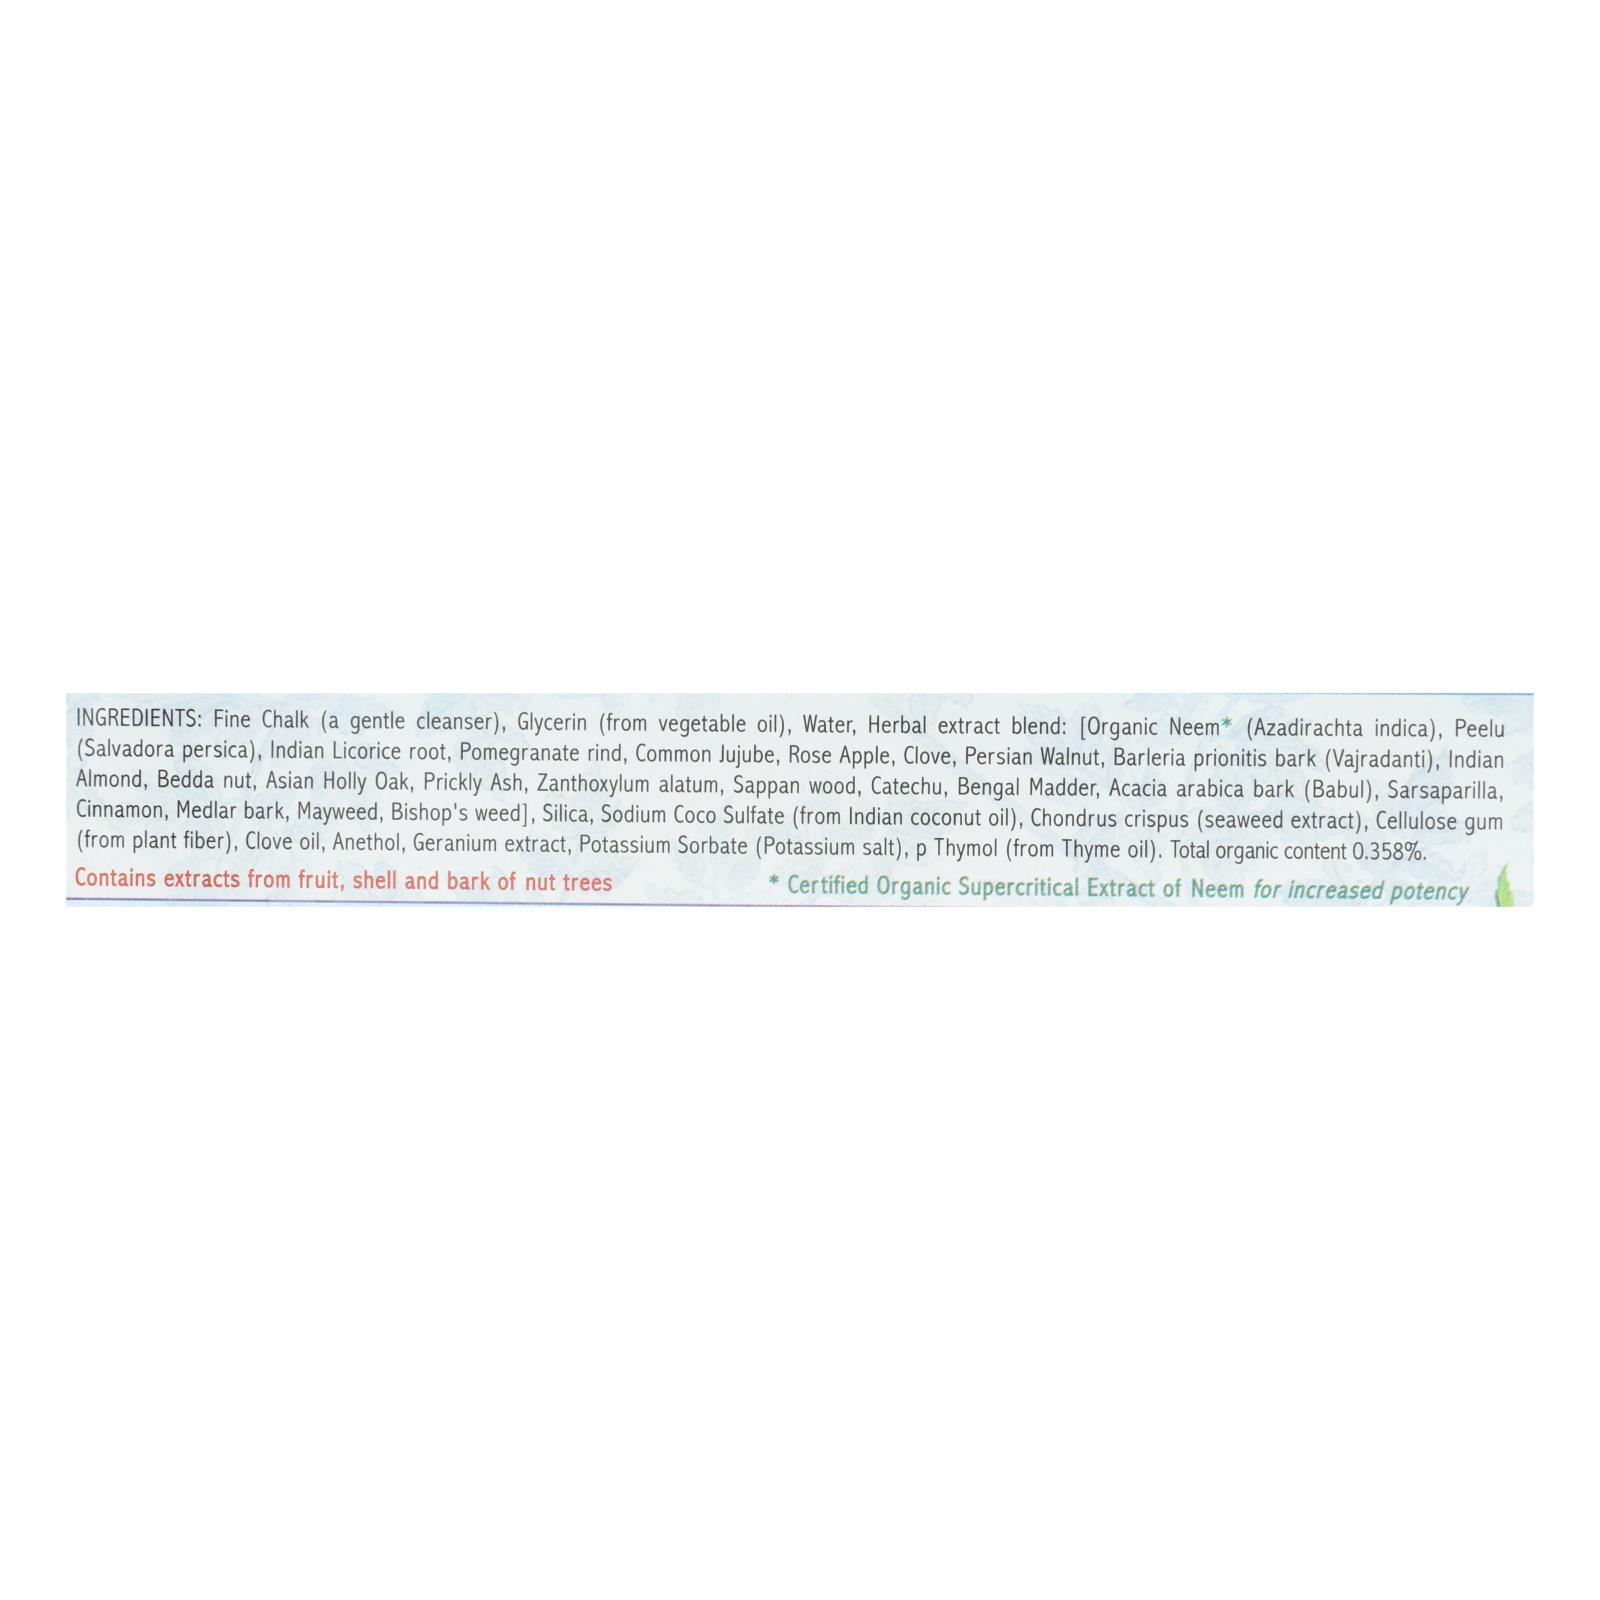 INGREDIENTS: Fine Chalk (a gentle cleanser), Glycerin (from vegetable oil), Water, Herbal extract blend: [Organic Neem* (Azadirachta indica), Peelu
(Salvadora persica), Indian Licorice root, Pomegranate rind, Common Jujube, Rose Apple, Clove, Persian Walnut, Barleria prionitis bark (Vajradanti), Indian
Almond, Bedda nut, Asian Holly Oak, Prickly Ash, Zanthoxylum alatum, Sappan wood, Catechu, Bengal Madder, Acacia arabica bark (Babul), Sarsaparilla,
Cinnamon, Medlar bark, Mayweed, Bishop's weed], Silica, Sodium Coco Sulfate (from Indian coconut oil), Chondrus crispus (seaweed extract), Cellulose gum
(from plant fiber), Clove oil, Anethol, Geranium extract, Potassium Sorbate (Potassium salt), p Thymol (from Thyme oil). Total organic content 0.358%.
Contains extracts from fruit, shell and bark of nut trees
* Certified Organic Supercritical Extract of Neem for increased potency